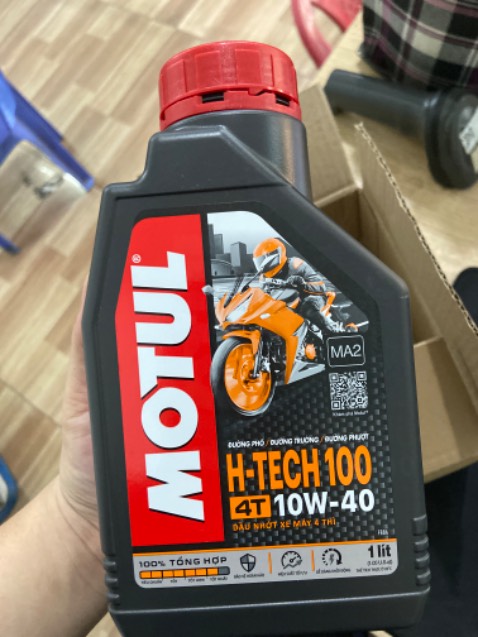 MOTUL®
MA2
ĐƯỜNG PHỐ / ĐƯỜNG TRƯỜNG / ĐƯỜNG PHƯỢT
H-TECH 100
4T 10W-40
DẦU NHỚT XE MÁY 4 THÌ
100% TỔNG HỢP
1 lít